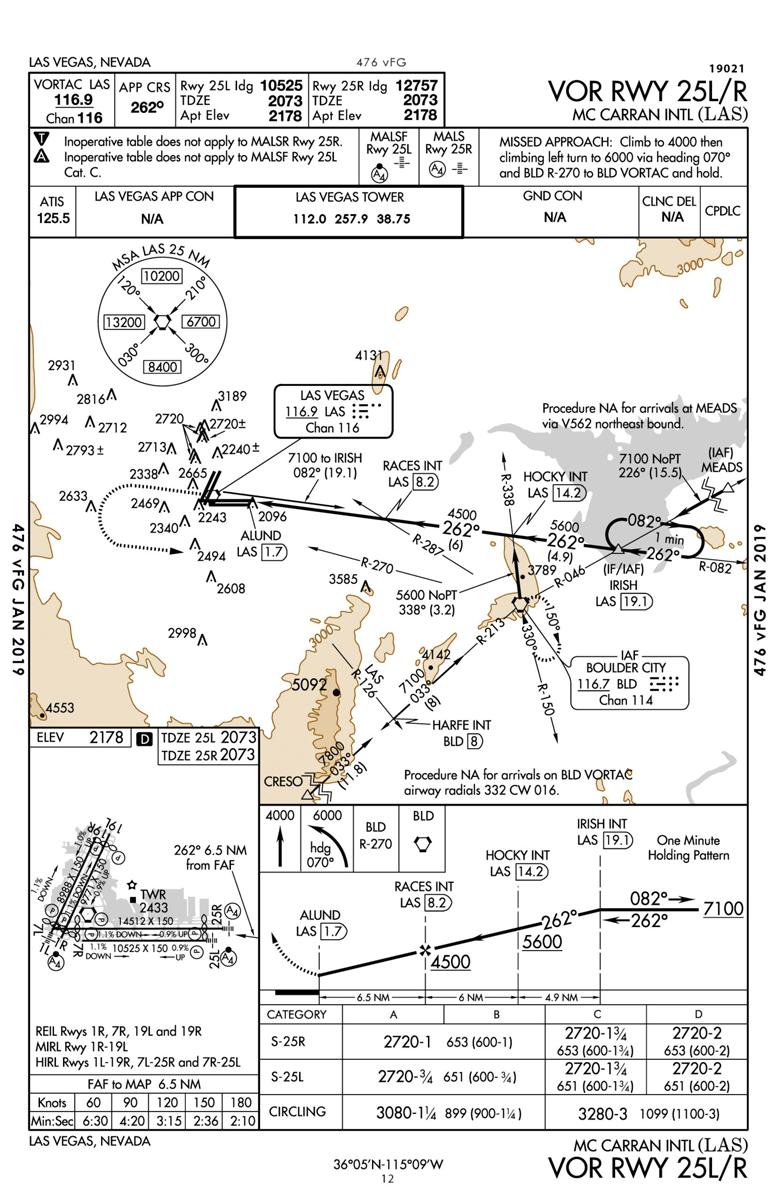 LAS VEGAS, NEVADA
476 vFG
19021
VORTAC LAS
116.9
Chan 116
APP CRS
262°
Rwy 25L ldg 10525
TDZE 2073
Apt Elev 2178
Rwy 25R ldg 12757
TDZE 2073
Apt Elev 2178
VOR RWY 25L/R
MC CARRAN INTL (LAS)
T
A
Inoperative table does not apply to MALSR Rwy 25R.
Inoperative table does not apply to MALSF Rwy 25L
Cat. C.
MALSF
Rwy 25L
A4
MALS
Rwy 25R
A4
MISSED APPROACH: Climb to 4000 then
climbing left turn to 6000 via heading 070°
and BLD R-270 to BLD VORTAC and hold.
ATIS
125.5
LAS VEGAS APP CON
N/A
LAS VEGAS TOWER
112.0 257.9 38.75
GND CON
N/A
CLNC DEL
N/A
CPDLC
MSA LAS 25 NM
120°
10200
210°
13200
6700
030°
8400
300°
3000
4131
2931
2816
3189
2994
2712
2720
2720±
2793±
2713
2240±
2338
2665
2633
2469
2243
2096
2340
2494
2608
2998
3585
LAS VEGAS
116.9 LAS
Chan 116
Procedure NA for arrivals at MEADS
via V562 northeast bound.
7100 to IRISH
082° (19.1)
RACES INT
LAS 8.2
R-338
HOCKY INT
LAS 14.2
7100 NoPT
226° (15.5)
(IAF)
MEADS
ALUND
LAS 1.7
4500
262°
(6)
5600
262°
(4.9)
082°
1 min
262°
R-082
R-287
R-270
3789
R-046
(IF/IAF)
IRISH
LAS 19.1
5600 NoPT
338° (3.2)
R-213
330°
150°
R-150
IAF
BOULDER CITY
116.7 BLD
Chan 114
3000
5092
LAS
R-126
4142
7100
033°
(8)
HARFE INT
BLD 8
7800
033°
(11.8)
CRESO
Procedure NA for arrivals on BLD VORTAC
airway radials 332 CW 016.
4553
476 vFG JAN 2019
476 vFG JAN 2019
ELEV 2178
D
TDZE 25L 2073
TDZE 25R 2073
19R
19L
8988 X 150
9771 X 150
1.1% DOWN
1.0% UP
1.1% DOWN
0.9% UP
TWR
2433
14512 X 150
1.1% DOWN
0.9% UP
10525 X 150
1.1% DOWN
0.9% UP
25R
25L
7L
7R
1L
1R
A4
A4
A4
262° 6.5 NM
from FAF
REIL Rwys 1R, 7R, 19L and 19R
MIRL Rwy 1R-19L
HIRL Rwys 1L-19R, 7L-25R and 7R-25L
FAF to MAP 6.5 NM
Knots 60 90 120 150 180
Min:Sec 6:30 4:20 3:15 2:36 2:10
4000
6000
hdg
070°
BLD
R-270
BLD
ALUND
LAS 1.7
RACES INT
LAS 8.2
HOCKY INT
LAS 14.2
IRISH INT
LAS 19.1
One Minute
Holding Pattern
082°
262°
7100
262°
5600
4500
6.5 NM
6 NM
4.9 NM
CATEGORY A B C D
S-25R 2720-1 653 (600-1) 2720-1¾ 653 (600-1¾) 2720-2 653 (600-2)
S-25L 2720-¾ 651 (600-¾) 2720-1¾ 651 (600-1¾) 2720-2 651 (600-2)
CIRCLING 3080-1¼ 899 (900-1¼) 3280-3 1099 (1100-3)
LAS VEGAS, NEVADA
36°05'N-115°09'W
12
MC CARRAN INTL (LAS)
VOR RWY 25L/R